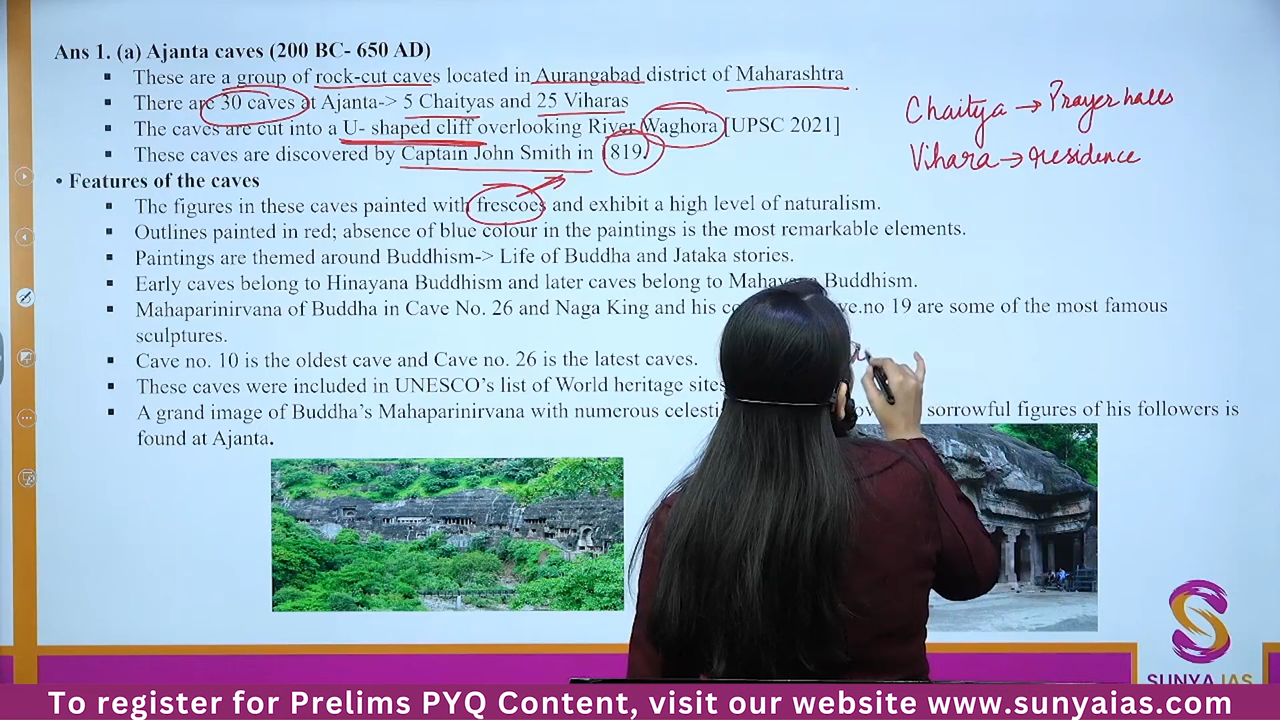 Ans 1. (a) Ajanta caves (200 BC- 650 AD)
▪ These are a group of rock-cut caves located in Aurangabad district of Maharashtra
▪ There are 30 caves at Ajanta-> 5 Chaityas and 25 Viharas
▪ The caves are cut into a U- shaped cliff overlooking River Waghora [UPSC 2021]
▪ These caves are discovered by Captain John Smith in 1819.
Chaitya → Prayer halls
Vihara → residence
• Features of the caves
▪ The figures in these caves painted with frescoes and exhibit a high level of naturalism.
▪ Outlines painted in red; absence of blue colour in the paintings is the most remarkable elements.
▪ Paintings are themed around Buddhism-> Life of Buddha and Jataka stories.
▪ Early caves belong to Hinayana Buddhism and later caves belong to Mahayana Buddhism.
▪ Mahaparinirvana of Buddha in Cave No. 26 and Naga King and his no 19 are some of the most famous
sculptures.
▪ Cave no. 10 is the oldest cave and Cave no. 26 is the latest caves.
▪ These caves were included in UNESCO's list of World heritage sites
▪ A grand image of Buddha's Mahaparinirvana with numerous sorrowful figures of his followers is
found at Ajanta.
S
SUNYA IAS
To register for Prelims PYQ Content, visit our website www.sunyaias.com